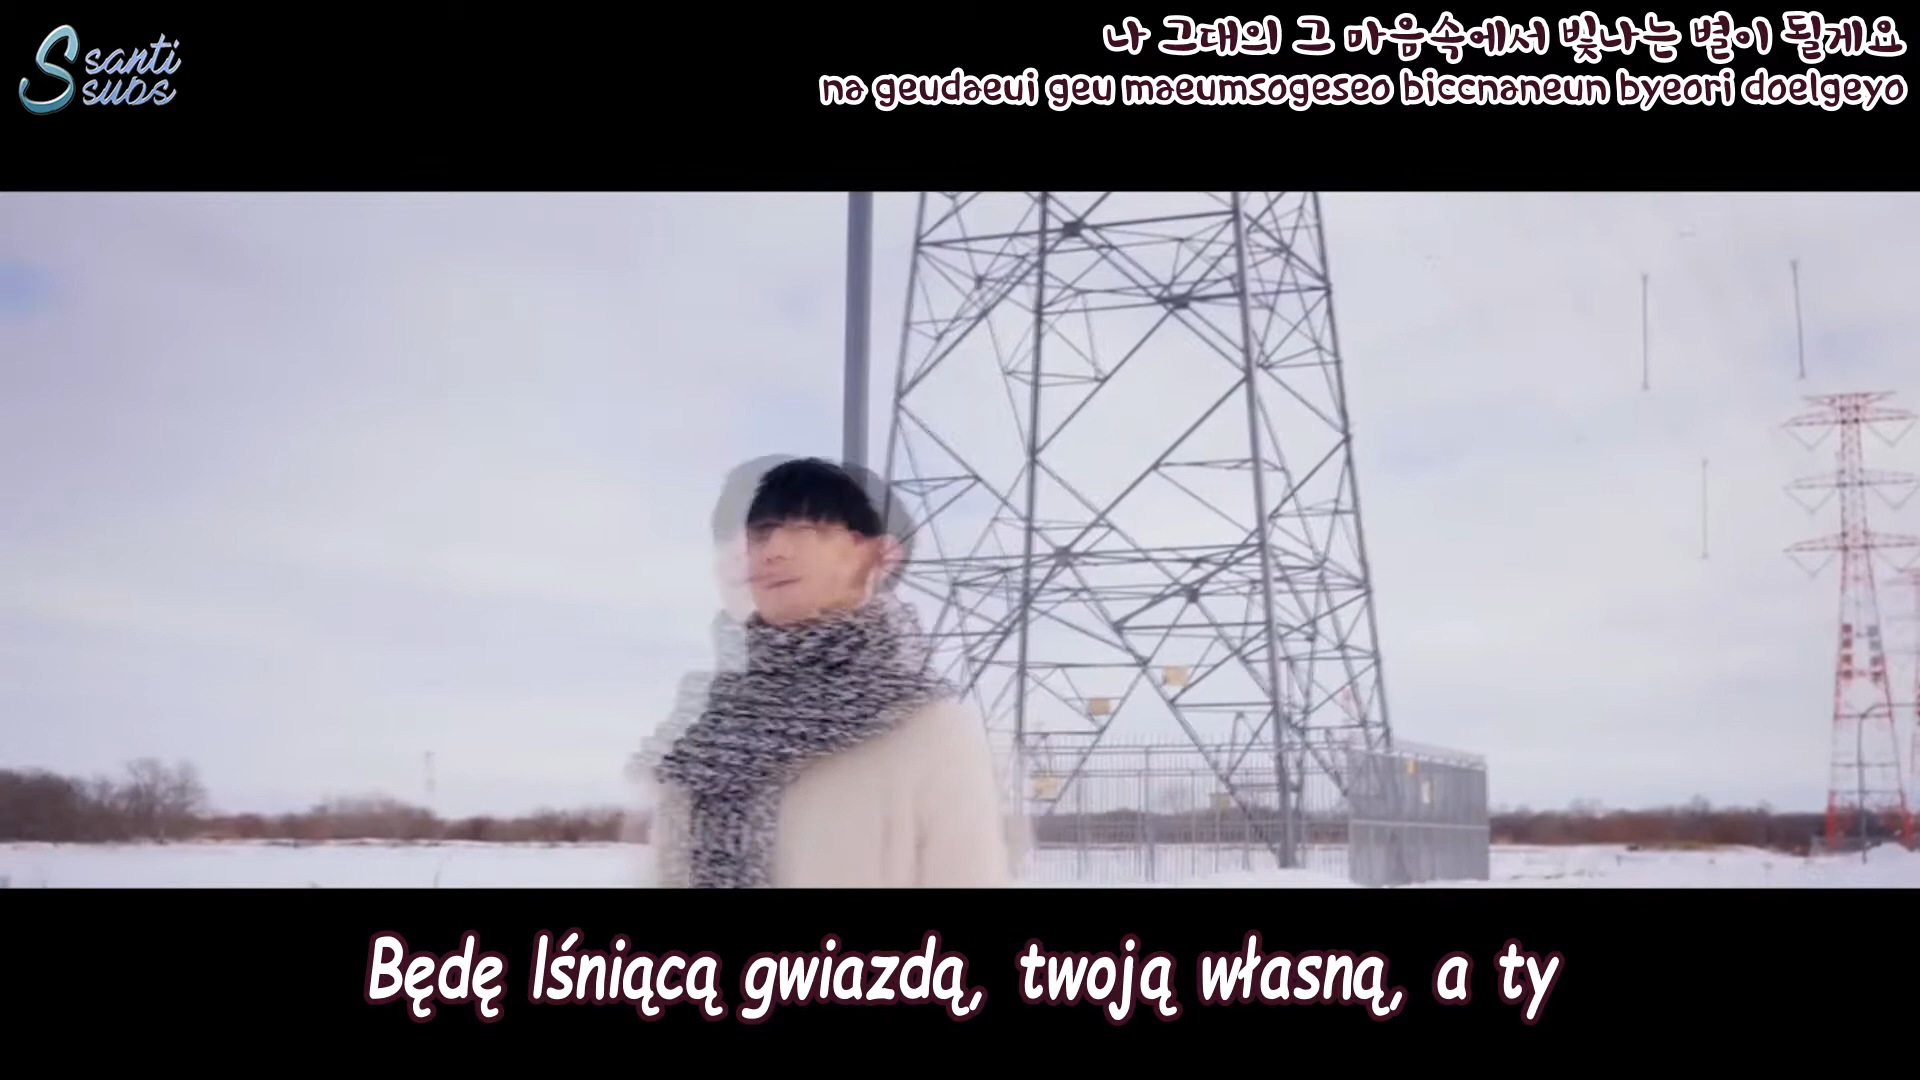 Ssanti
subs
나 그대의 그 마음속에서 빛나는 별이 될게요
na geudaeui geu maeumsogeseo biccnaneun byeori doelgeyo
Będę lśniącą gwiazdą, twoją własną, a ty